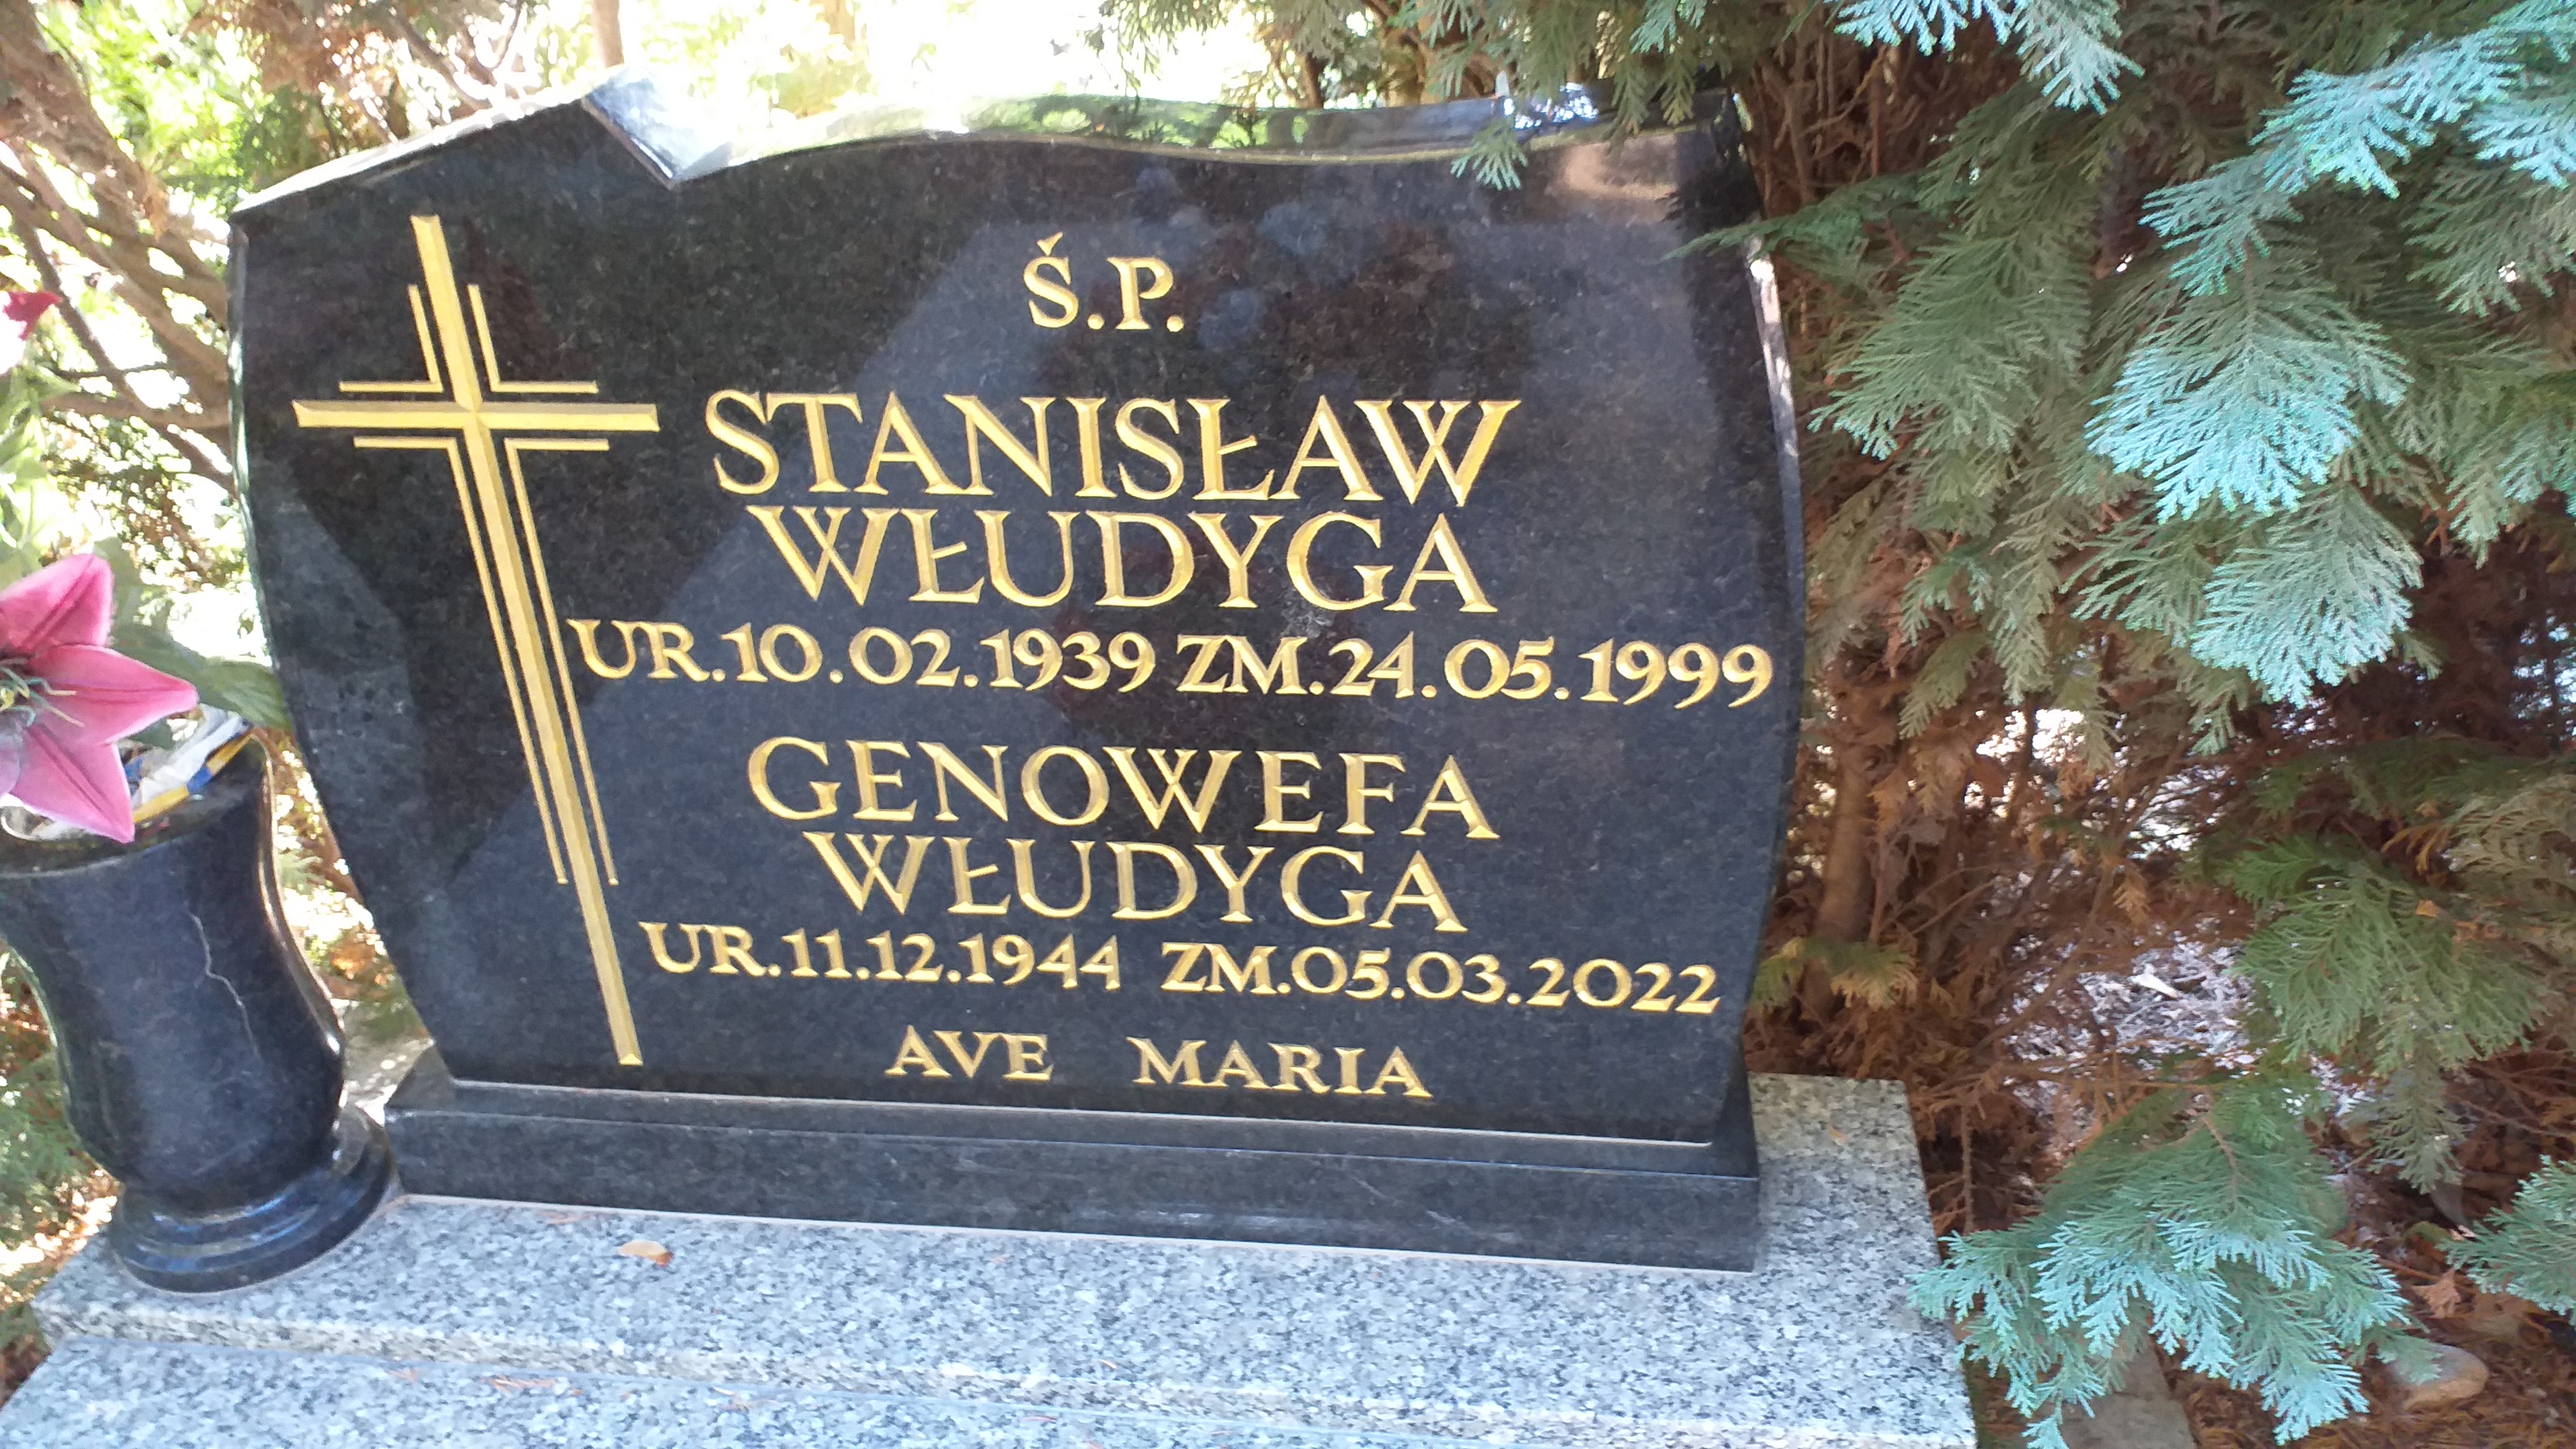 Ś.P.
STANISŁAW
WŁUDYGA
UR.10.02.1939 ZM.24.05.1999
GENOWEFA
WŁUDYGA
UR.11.12.1944 ZM.05.03.2022
AVE MARIA